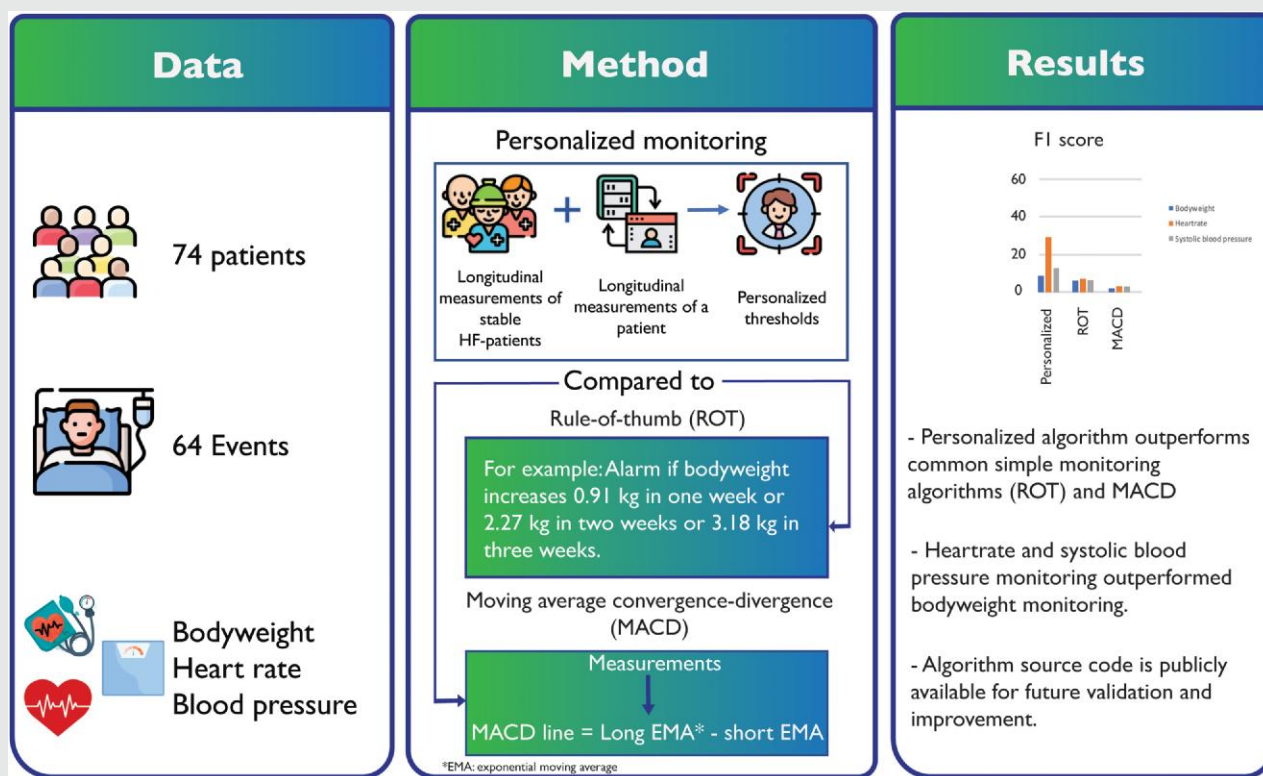 Data
74 patients
64 Events
Bodyweight
Heart rate
Blood pressure
Method
Personalized monitoring
Longitudinal
measurements of
stable
HF-patients
Longitudinal
measurements of a
patient
Personalized
thresholds
Compared to
Rule-of-thumb (ROT)
For example: Alarm if bodyweight
increases 0.91 kg in one week or
2.27 kg in two weeks or 3.18 kg in
three weeks.
Moving average convergence-divergence
(MACD)
Measurements
MACD line = Long EMA* - short EMA
*EMA: exponential moving average
Results
F1 score
60
40
20
0
Personalized
ROT
MACD
Bodyweight
Heartrate
Systolic blood pressure
- Personalized algorithm outperforms
common simple monitoring
algorithms (ROT) and MACD
- Heartrate and systolic blood
pressure monitoring outperformed
bodyweight monitoring.
- Algorithm source code is publicly
available for future validation and
improvement.